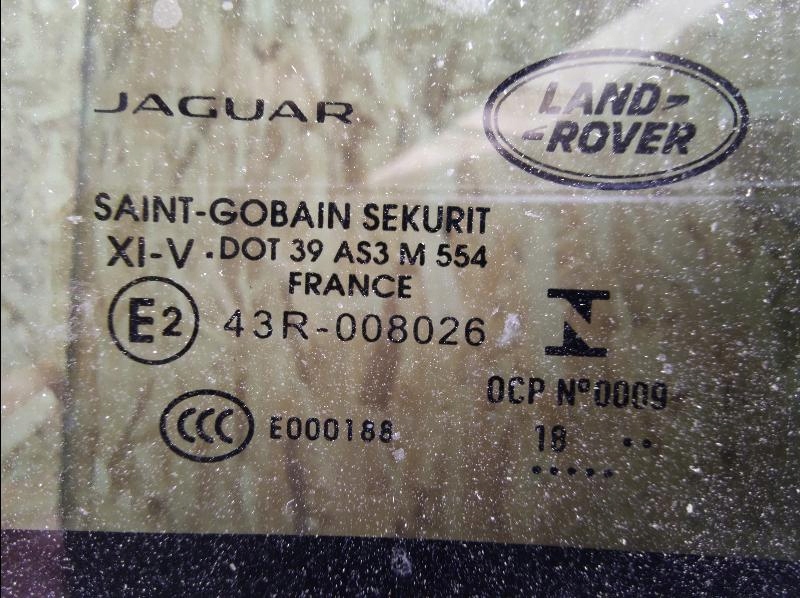 JAGUAR
LAND
ROVER
SAINT-GOBAIN SEKURIT
XI-V . DOT 39 AS3 M 554
FRANCE
E2 43R-008026
OCP Nº0009
CCC E000188
18 ..
.....